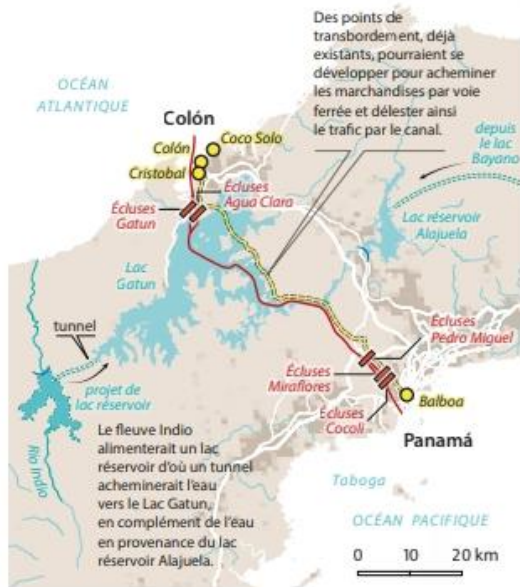 Des points de
transbordement, déjà
existants, pourraient se
développer pour acheminer
les marchandises par voie
ferrée et délester ainsi
le trafic par le canal.
OCÉAN
ATLANTIQUE
Colón
Coco Solo
Colón
Cristobal
depuis
le lac
Bayano
Écluses
Agua Clara
Écluses
Gatun
Lac réservoir
Alajuela
Lac
Gatun
tunnel
Écluses
Pedro Miguel
Écluses
Miraflores
projet de
lac réservoir
Écluses
Cocoli
Balboa
Panamá
Rio Indio
Le fleuve Indio
alimenterait un lac
réservoir d'où un tunnel
acheminerait l'eau
vers le Lac Gatun,
en complément de l'eau
en provenance du lac
réservoir Alajuela.
Taboga
OCÉAN PACIFIQUE
0 10 20 km